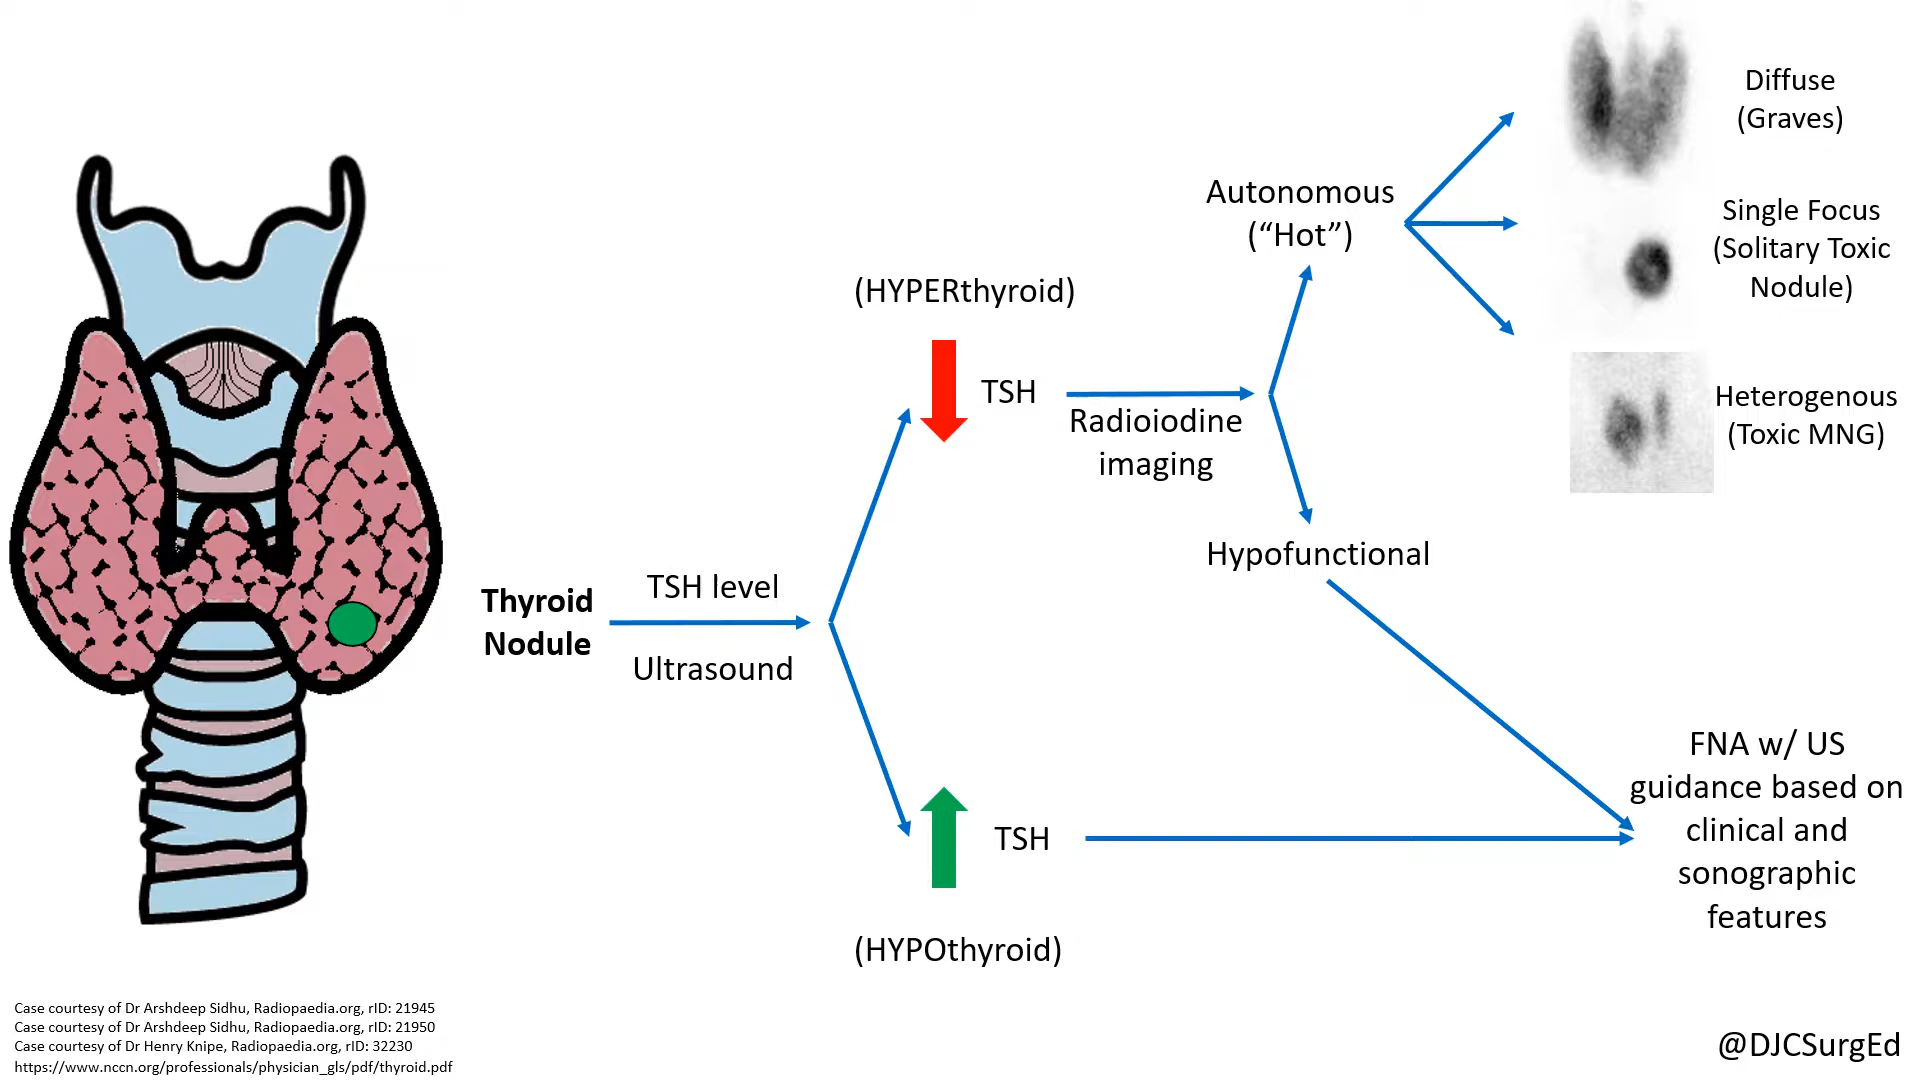 Thyroid
Nodule
TSH level
Ultrasound
(HYPERthyroid)
TSH
Radioiodine
imaging
Autonomous
(“Hot”)
Diffuse
(Graves)
Single Focus
(Solitary Toxic
Nodule)
Heterogenous
(Toxic MNG)
Hypofunctional
TSH
(HYPOthyroid)
FNA w/ US
guidance based on
clinical and
sonographic
features
Case courtesy of Dr Arshdeep Sidhu, Radiopaedia.org, rID: 21945
Case courtesy of Dr Arshdeep Sidhu, Radiopaedia.org, rID: 21950
Case courtesy of Dr Henry Knipe, Radiopaedia.org, rID: 32230
https://www.nccn.org/professionals/physician_gls/pdf/thyroid.pdf
@DJCSurgEd